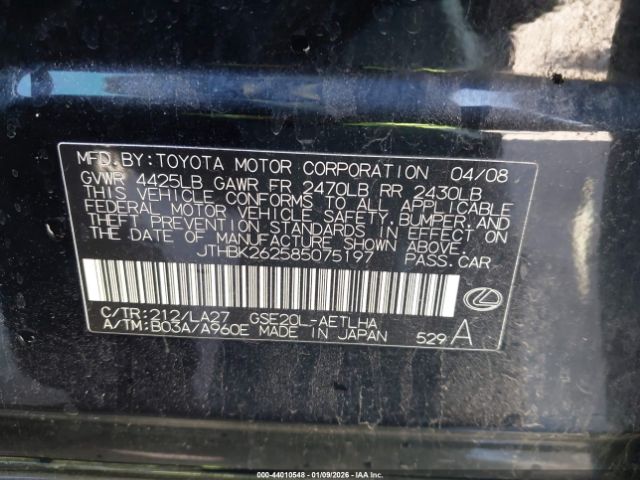 MFD. BY: TOYOTA MOTOR CORPORATION 04/08
GVWR 4425LB GAWR FR 2470LB RR 2430LB
THIS VEHICLE CONFORMS TO ALL APPLICABLE
FEDERAL MOTOR VEHICLE SAFETY, BUMPER, AND
THEFT PREVENTION STANDARDS IN EFFECT ON
THE DATE OF MANUFACTURE SHOWN ABOVE.
JTHBK262585075197 PASS.CAR
C/TR:212/LA27 GSE20L-AETLHA
A/TM:B03A/A960E MADE IN JAPAN 529 A
000-44010548 - 01/09/2026 - IAA Inc.